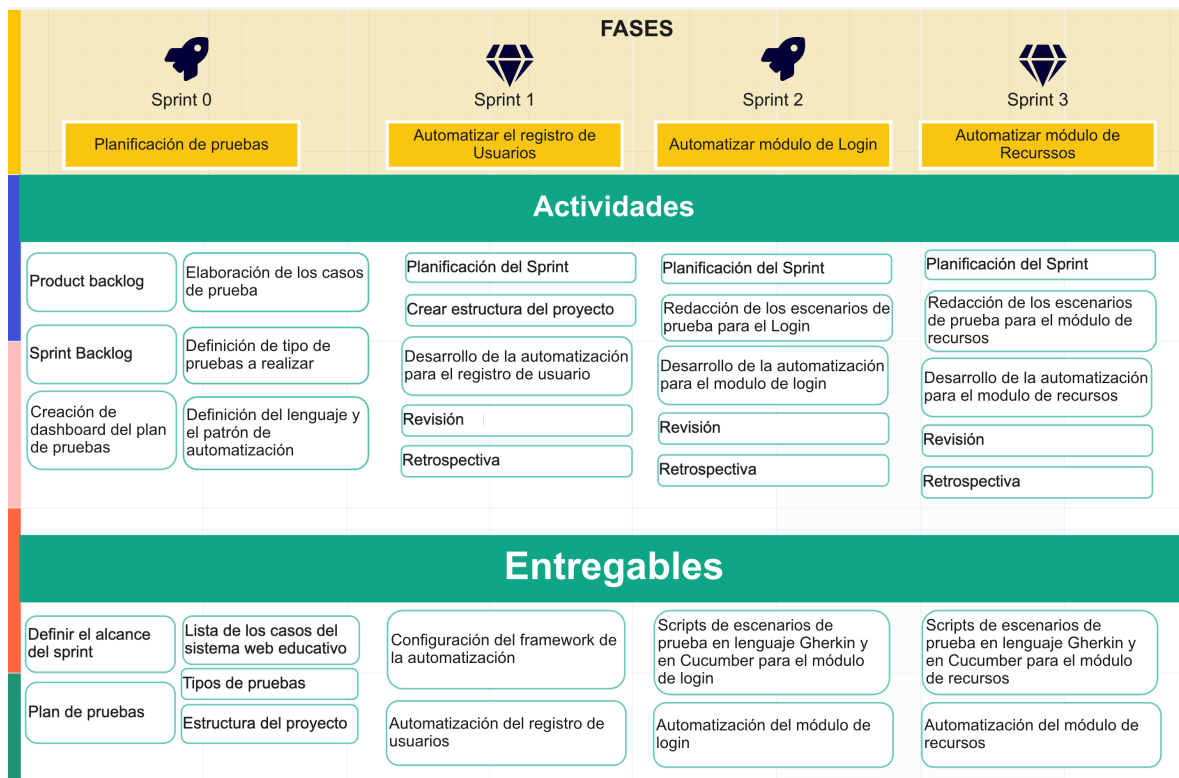 FASES
Sprint 0
Sprint 1
Sprint 2
Sprint 3
Planificación de pruebas
Automatizar el registro de
Usuarios
Automatizar módulo de Login
Automatizar módulo de
Recurssos
Actividades
Product backlog
Sprint Backlog
Creación de
dashboard del plan
de pruebas
Elaboración de los casos
de prueba
Definición de tipo de
pruebas a realizar
Definición del lenguaje y
el patrón de
automatización
Planificación del Sprint
Crear estructura del proyecto
Desarrollo de la automatización
para el registro de usuario
Revisión
Retrospectiva
Planificación del Sprint
Redacción de los escenarios de
prueba para el Login
Desarrollo de la automatización
para el modulo de login
Revisión
Retrospectiva
Planificación del Sprint
Redacción de los escenarios
de prueba para el módulo de
recursos
Desarrollo de la automatización
para el modulo de recursos
Revisión
Retrospectiva
Entregables
Definir el alcance
del sprint
Plan de pruebas
Lista de los casos del
sistema web educativo
Tipos de pruebas
Estructura del proyecto
Configuración del framework de
la automatización
Automatización del registro de
usuarios
Scripts de escenarios de
prueba en lenguaje Gherkin y
en Cucumber para el módulo
de login
Automatización del módulo de
login
Scripts de escenarios de
prueba en lenguaje Gherkin y
en Cucumber para el módulo
de recursos
Automatización del módulo de
recursos